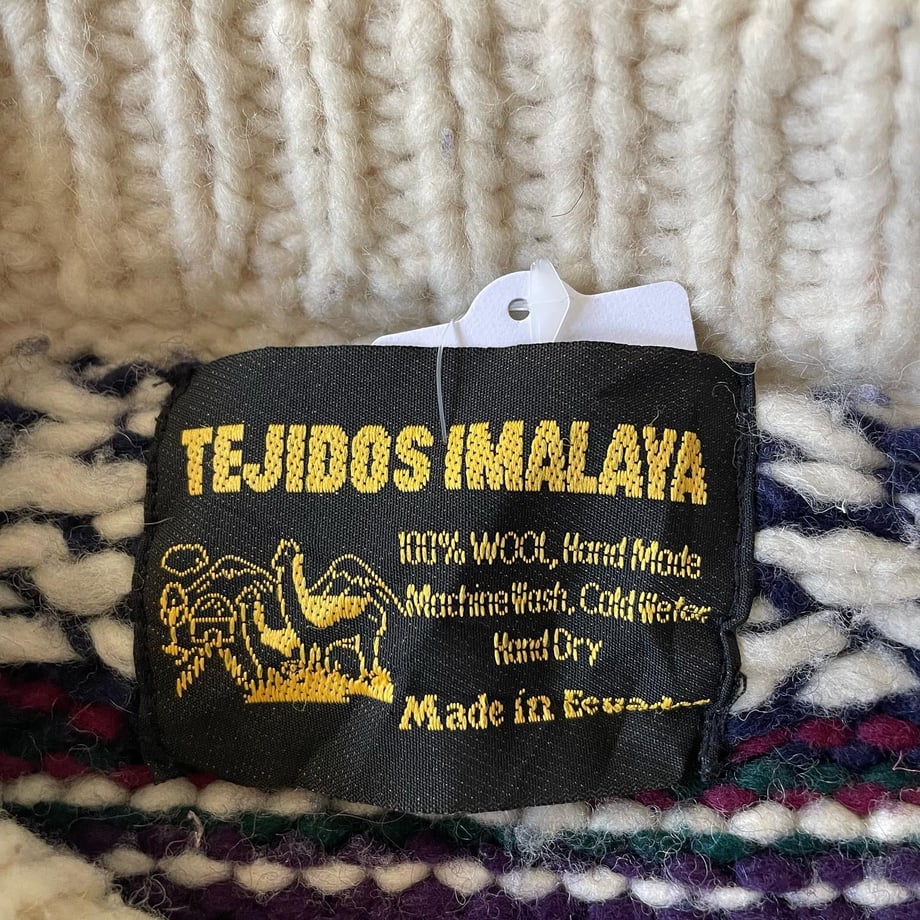 TEJIDOS IMALAYA
100% WOOL, Hand Made
Machine Wash, Cold Water
Hand Dry
Made in Ecuador